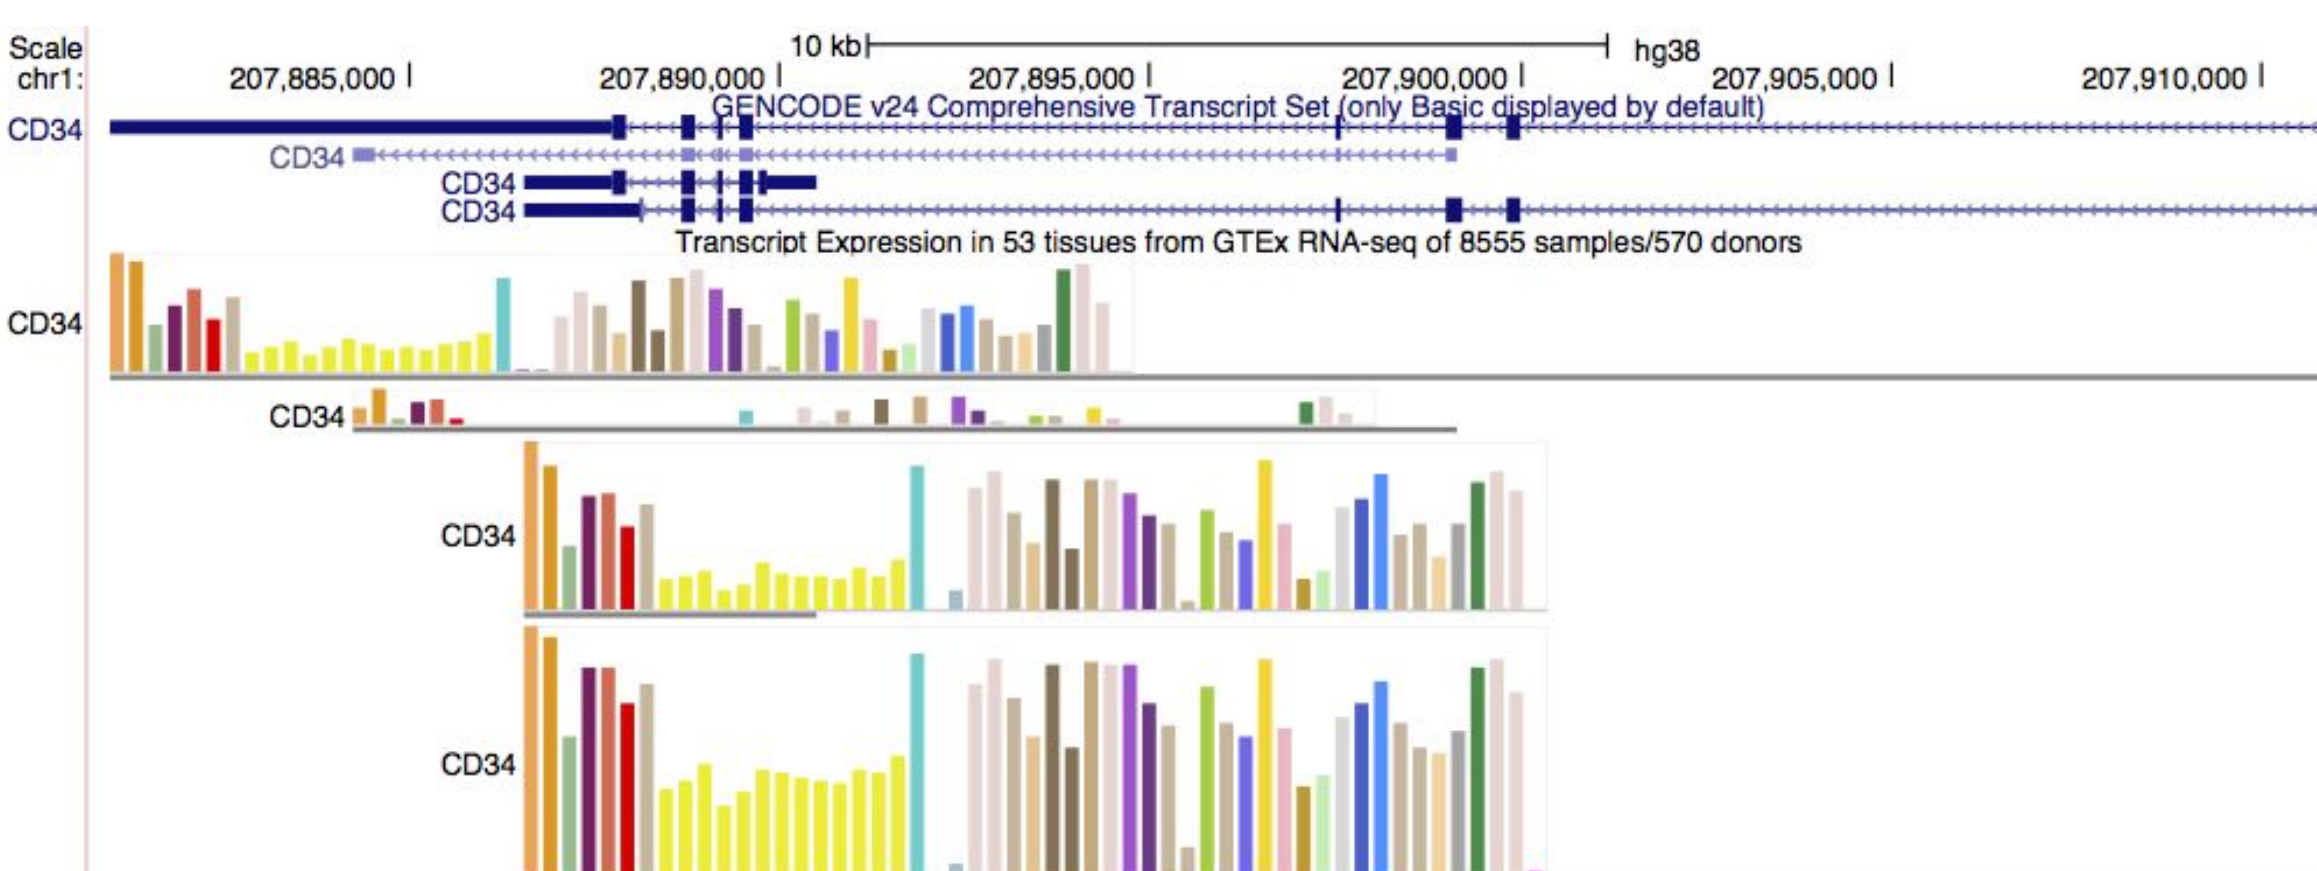 Scale 10 kb hg38
chr1: 207,885,000 207,890,000 207,895,000 207,900,000 207,905,000 207,910,000
GENCODE v24 Comprehensive Transcript Set (only Basic displayed by default)
CD34
CD34
CD34
CD34
Transcript Expression in 53 tissues from GTEx RNA-seq of 8555 samples/570 donors
CD34
CD34
CD34
CD34